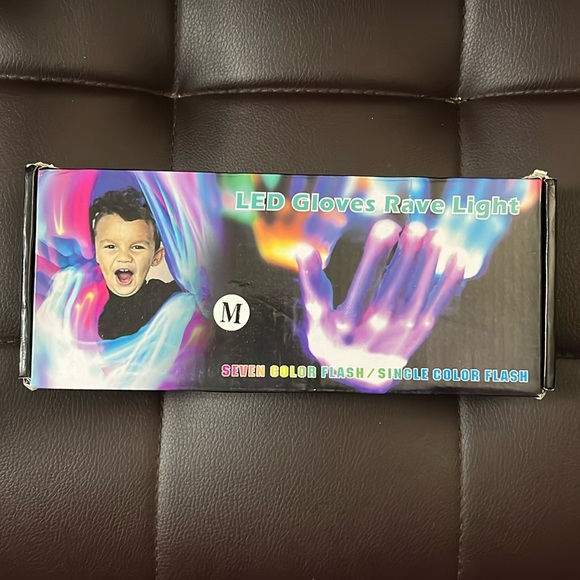 LED Gloves Rave Light
M
SEVEN COLOR FLASH/SINGLE COLOR FLASH